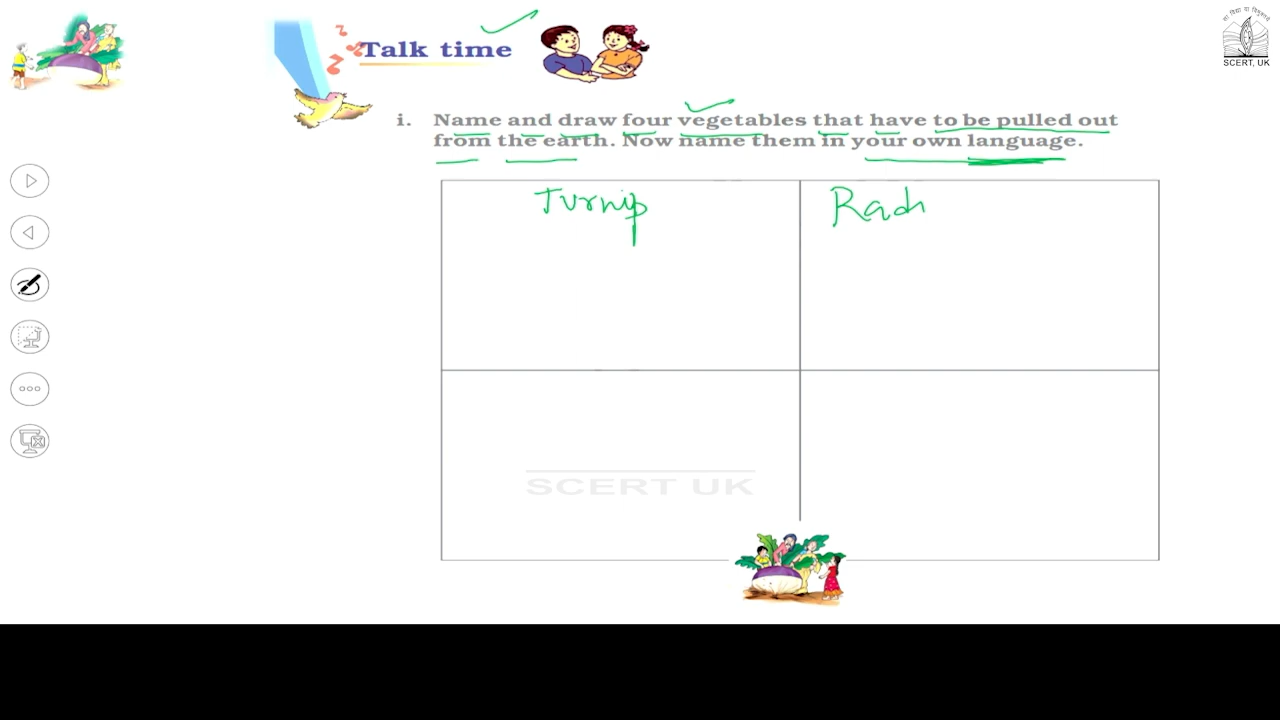 Talk time
SCERT, UK
i. Name and draw four vegetables that have to be pulled out
from the earth. Now name them in your own language.
Turnip
Rad
SCERT UK